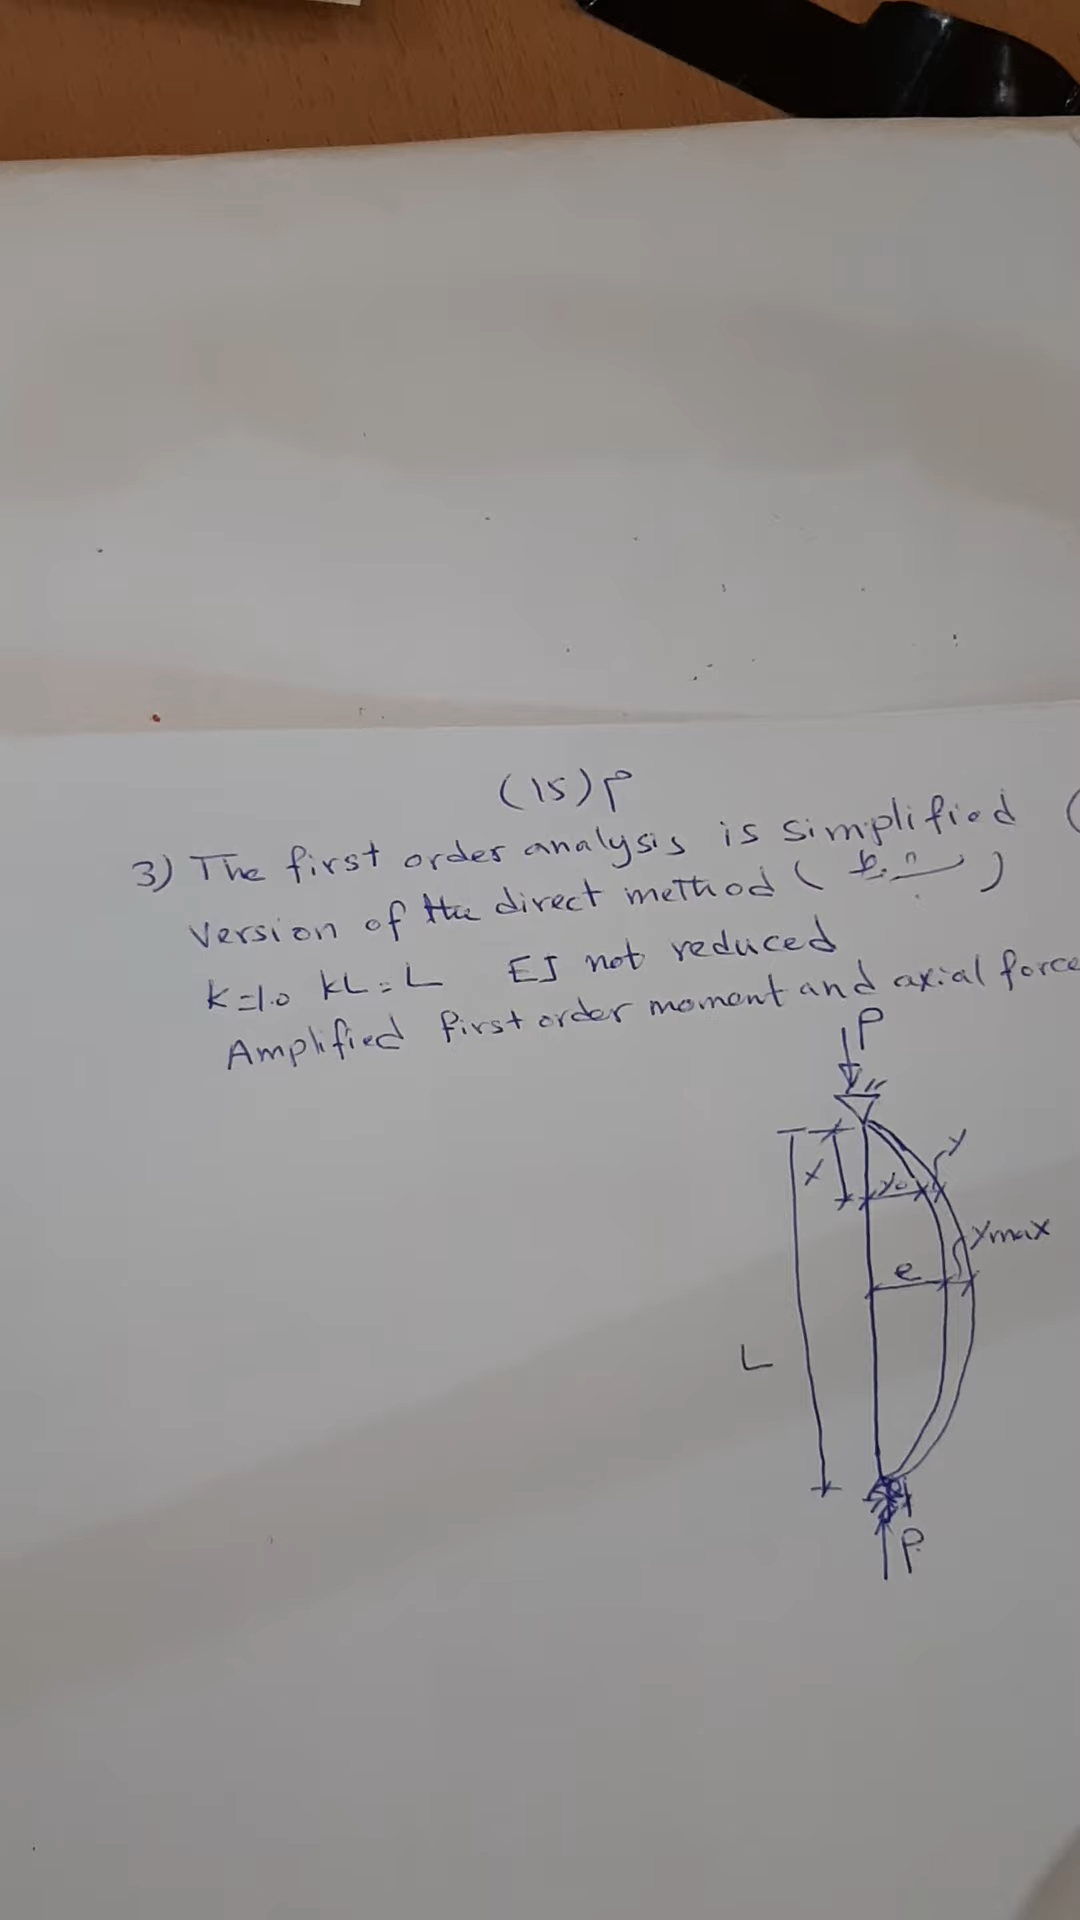 (15) م
3) The first order analysis is simplified (
version of the direct method ( )
k=1.0 kL=L EI not reduced
Amplified first order moment and axial force
P
y
x
y₀
ymax
e
L
P